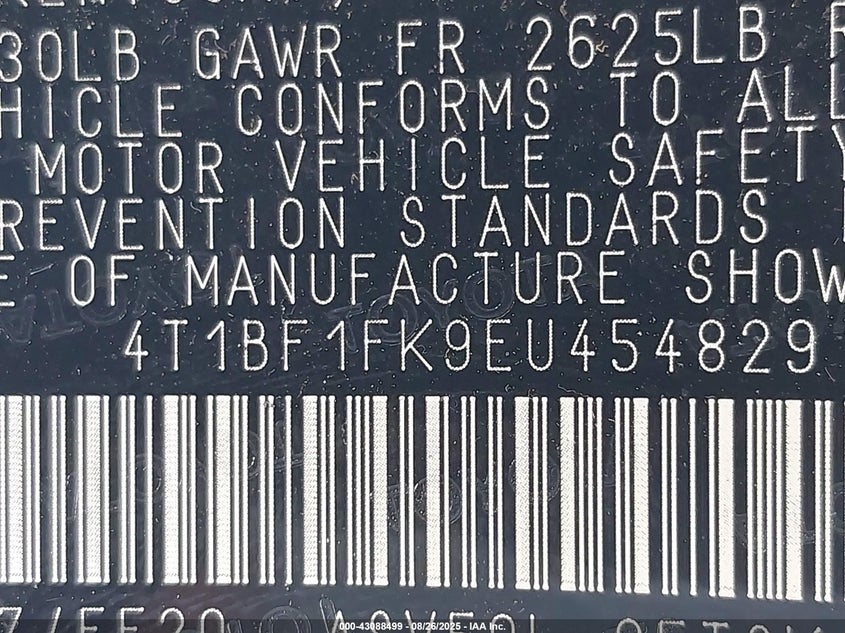 30LB GAWR FR 2625LB
HICLE CONFORMS TO ALL
MOTOR VEHICLE SAFETY
REVENTION STANDARDS
E OF MANUFACTURE SHOW
4T1BF1FK9EU454829
000-43088499 - 08/26/2025 - IAA Inc.